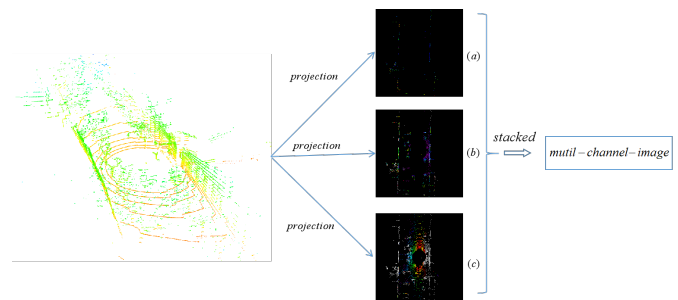 projection
(a)
projection
(b)
projection
(c)
stacked
mutil-channel-image